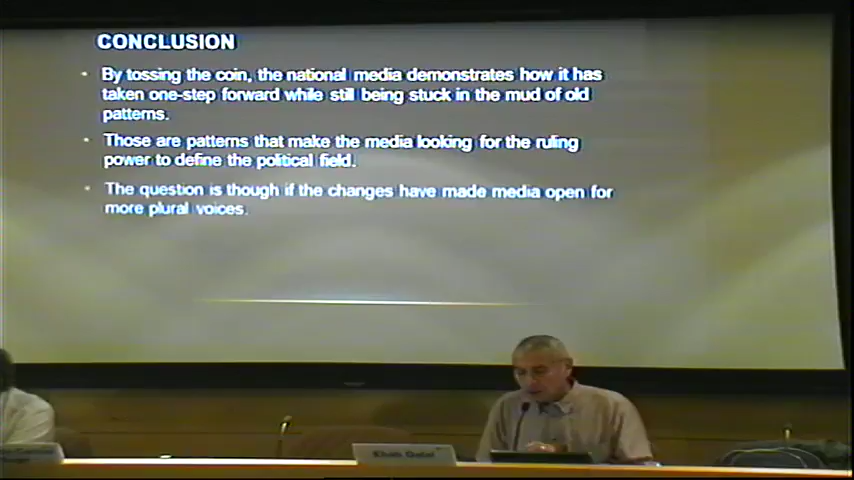 CONCLUSION
• By tossing the coin, the national media demonstrates how it has
taken one-step forward while still being stuck in the mud of old
patterns.
• Those are patterns that make the media looking for the ruling
power to define the political field.
• The question is though if the changes have made media open for
more plural voices.